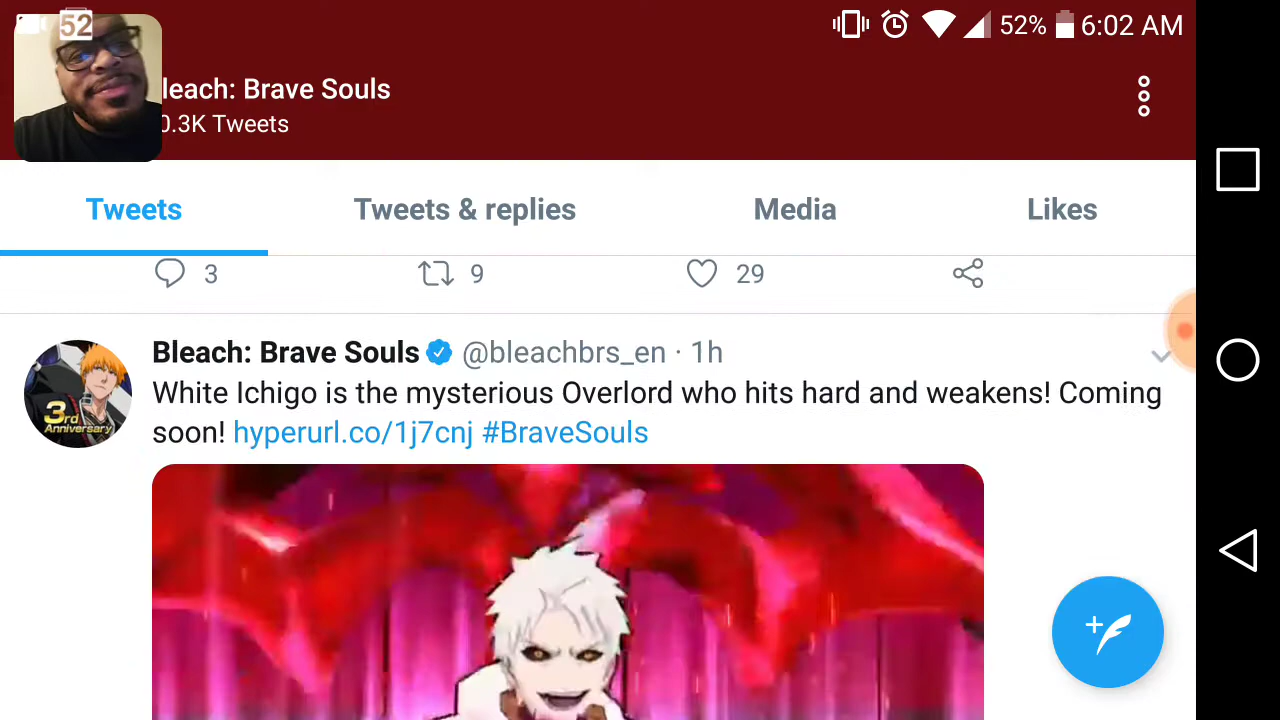 52
52% 6:02 AM
leach: Brave Souls
0.3K Tweets
Tweets Tweets & replies Media Likes
3 9 29
Bleach: Brave Souls @bleachbrs_en · 1h
White Ichigo is the mysterious Overlord who hits hard and weakens! Coming
soon! hyperurl.co/1j7cnj #BraveSouls
3rd
Anniversary